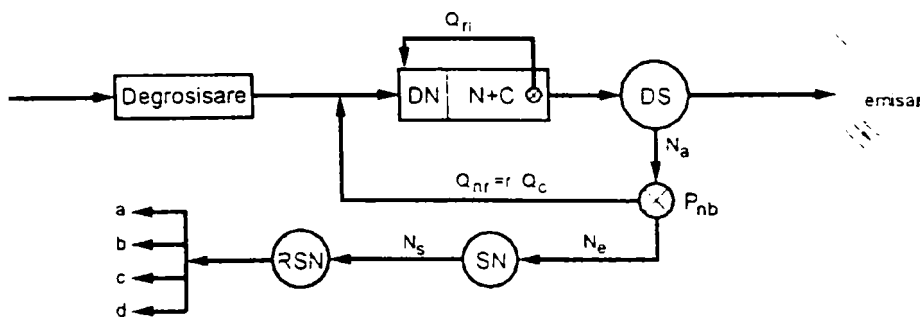 Q_ri
Degrosisare
DN
N+C
DS
emisar
N_a
Q_nr=r Q_c
P_nb
a
b
c
d
RSN
N_s
SN
N_e